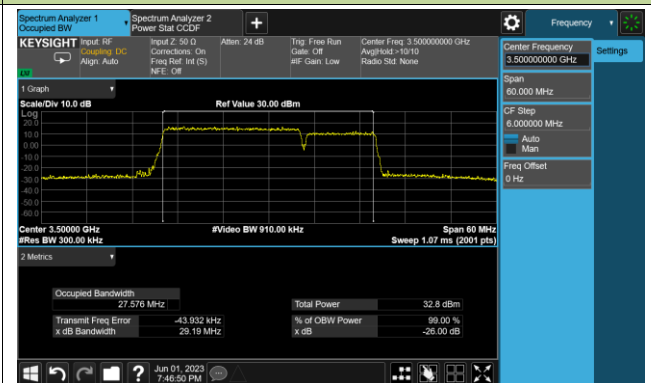 Spectrum Analyzer 1
Occupied BW
Spectrum Analyzer 2
Power Stat CCDF
+
Frequency
KEYSIGHT
Input: RF
Coupling: DC
Align: Auto
Input Z: 50 Ω
Corrections: On
Freq Ref: Int (S)
NFE: Off
Atten: 24 dB
Trig: Free Run
Gate: Off
#IF Gain: Low
Center Freq: 3.500000000 GHz
Avg|Hold:>10/10
Radio Std: None
Center Frequency
3.500000000 GHz
Settings
Span
60.000 MHz
CF Step
6.000000 MHz
Auto
Man
Freq Offset
0 Hz
1 Graph
Scale/Div 10.0 dB
Ref Value 30.00 dBm
Log
20.0
10.0
0.00
-10.0
-20.0
-30.0
-40.0
-50.0
-60.0
Center 3.50000 GHz
#Video BW 910.00 kHz
Span 60 MHz
#Res BW 300.00 kHz
Sweep 1.07 ms (2001 pts)
2 Metrics
Occupied Bandwidth
27.576 MHz
Total Power
32.8 dBm
Transmit Freq Error
-43.932 kHz
% of OBW Power
99.00 %
x dB Bandwidth
29.19 MHz
x dB
-26.00 dB
?
Jun 01, 2023
7:46:50 PM